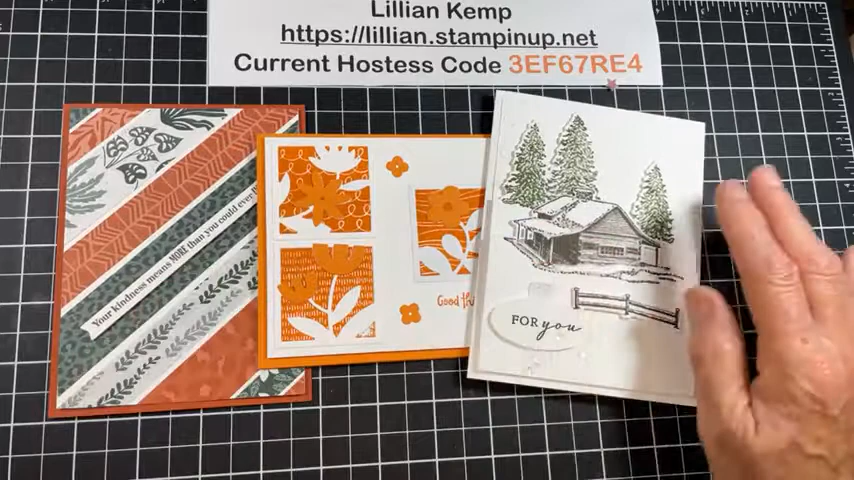 Lillian Kemp
https://lillian.stampinup.net
Current Hostess Code 3EF67RE4
Your kindness means MORE than you could ever
Good
FOR you